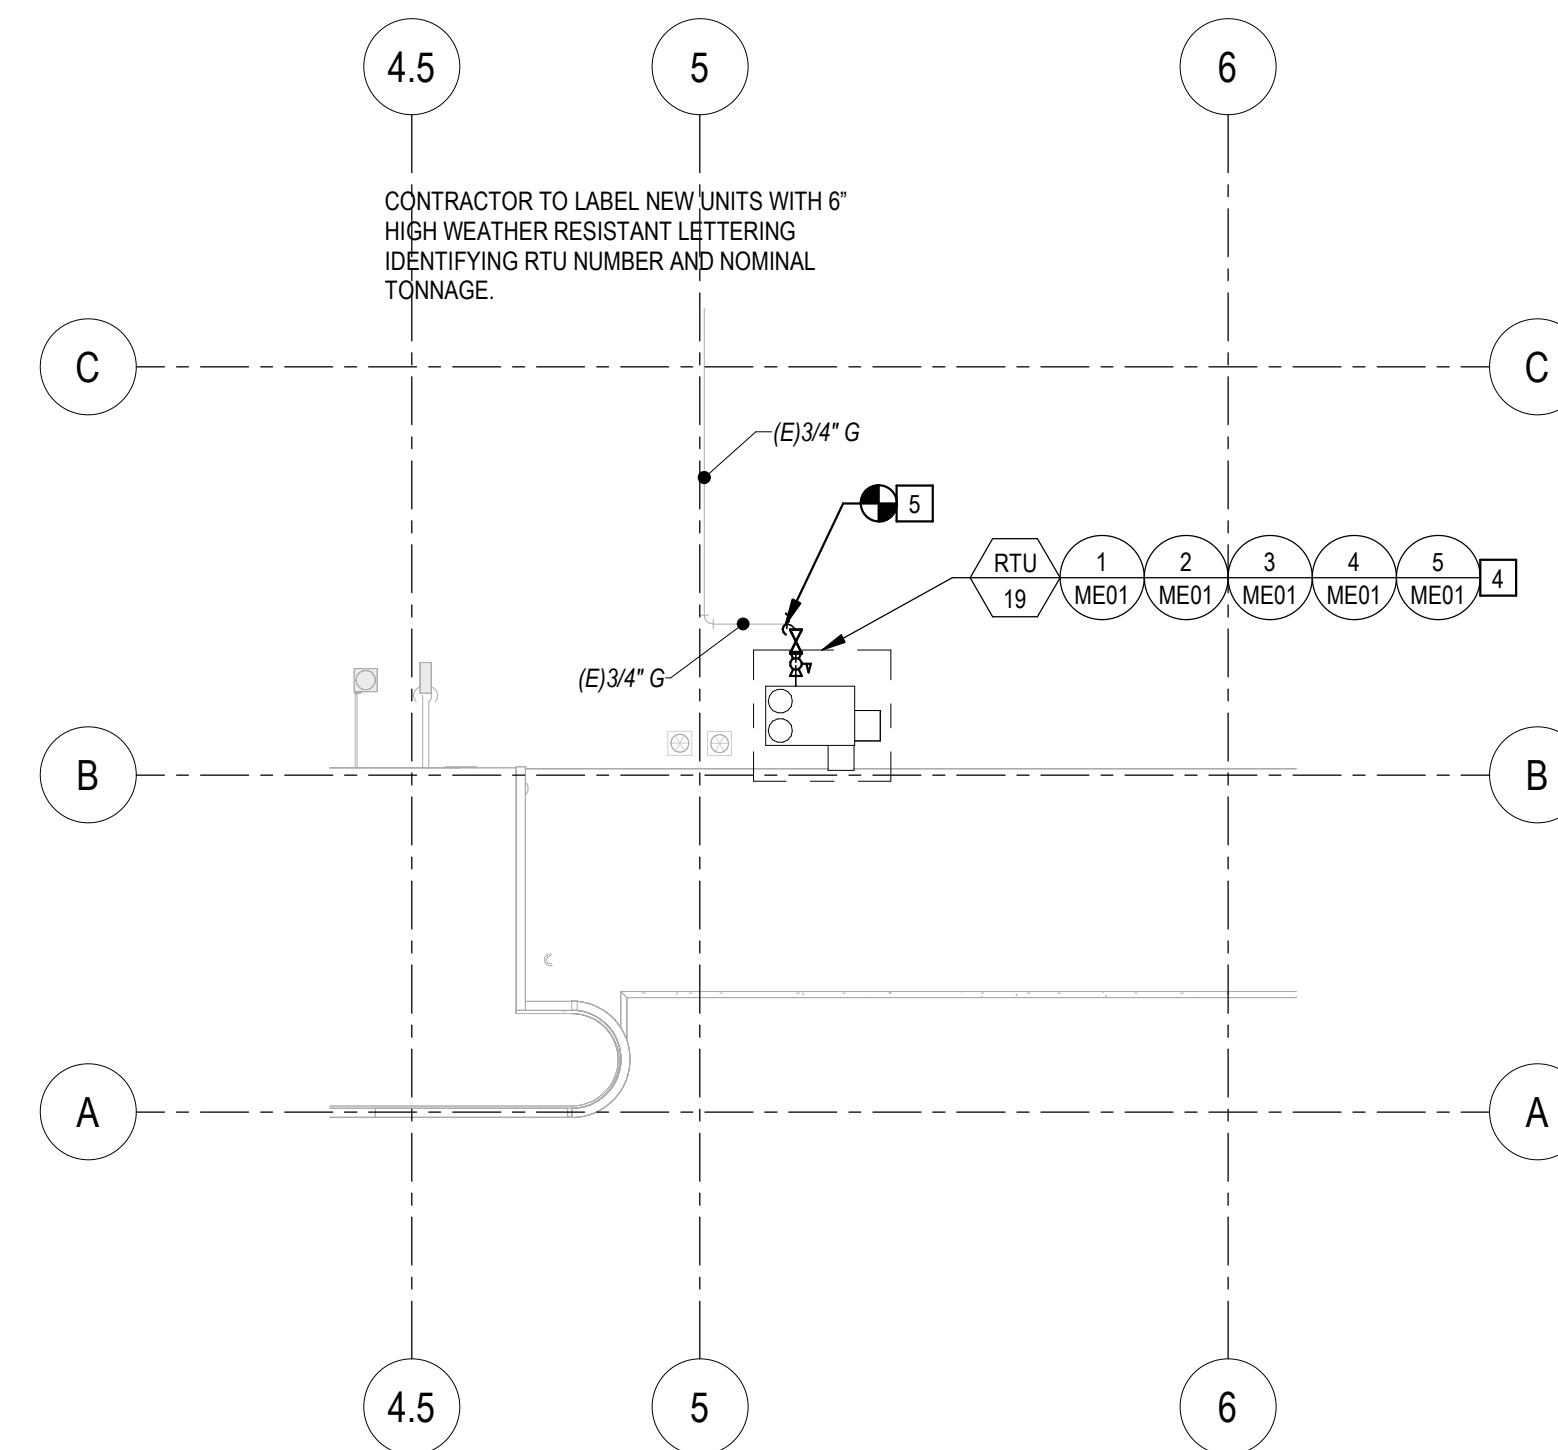 4.5
5
6
CONTRACTOR TO LABEL NEW UNITS WITH 6”
HIGH WEATHER RESISTANT LETTERING
IDENTIFYING RTU NUMBER AND NOMINAL
TONNAGE.
C
C
(E)3/4" G
5
RTU
19
1
ME01
2
ME01
3
ME01
4
ME01
5
ME01
4
(E)3/4" G
B
B
A
A
4.5
5
6